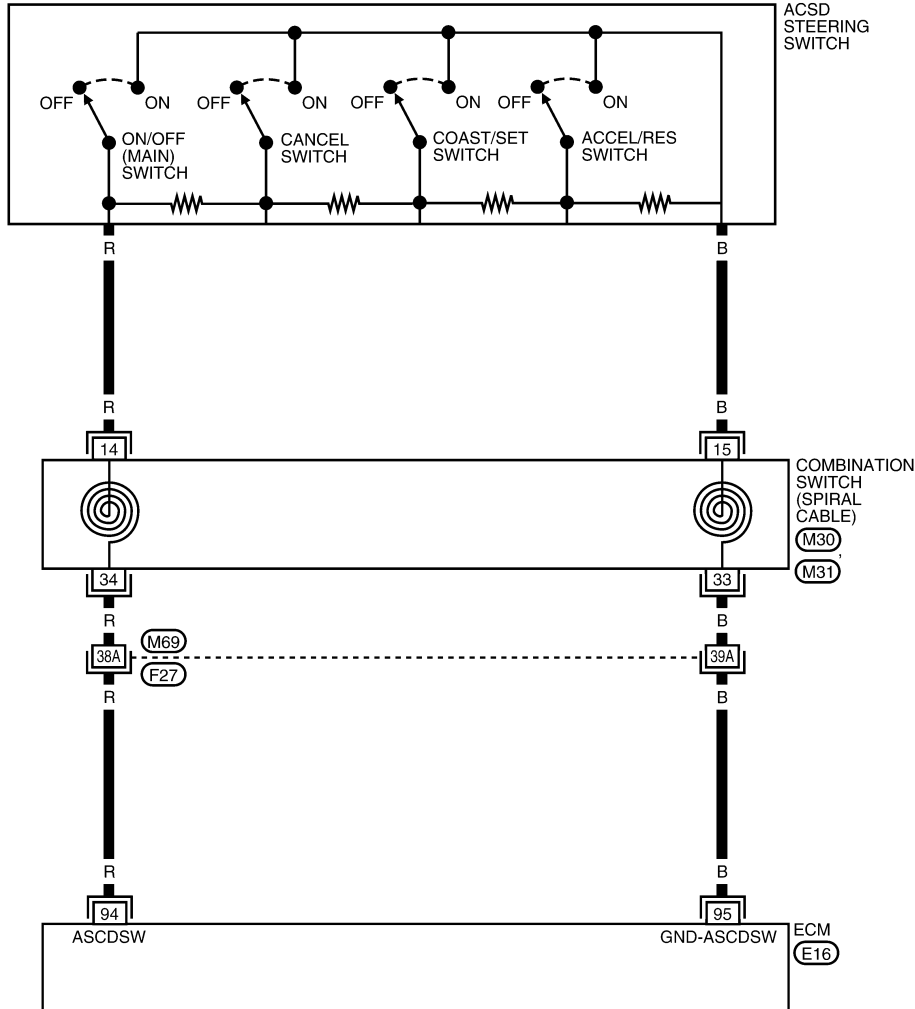 ACSD
STEERING
SWITCH
OFF
ON
OFF
ON
OFF
ON
OFF
ON
ON/OFF
(MAIN)
SWITCH
CANCEL
SWITCH
COAST/SET
SWITCH
ACCEL/RES
SWITCH
R
B
R
B
14
15
COMBINATION
SWITCH
(SPIRAL
CABLE)
M30
,
M31
34
33
R
B
38A
M69
F27
39A
R
B
R
B
94
95
ASCDSW
GND-ASCDSW
ECM
E16